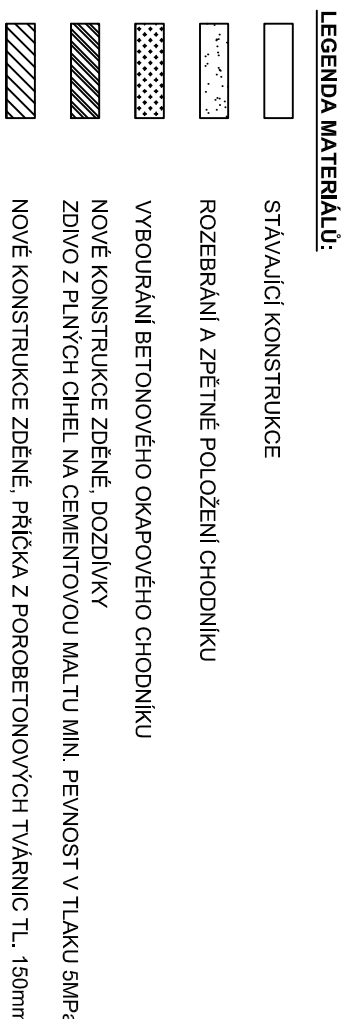 LEGENDA MATERIÁLŮ:
STÁVAJÍCÍ KONSTRUKCE
ROZEBRÁNÍ A ZPĚTNÉ POLOŽENÍ CHODNÍKU
VYBOURÁNÍ BETONOVÉHO OKAPOVÉHO CHODNÍKU
NOVÉ KONSTRUKCE ZDĚNÉ, DOZDÍVKY
ZDIVO Z PLNÝCH CIHEL NA CEMENTOVOU MALTU MIN. PEVNOST V TLAKU 5MPa
NOVÉ KONSTRUKCE ZDĚNÉ, PŘÍČKA Z POROBETONOVÝCH TVÁRNIC TL. 150mm